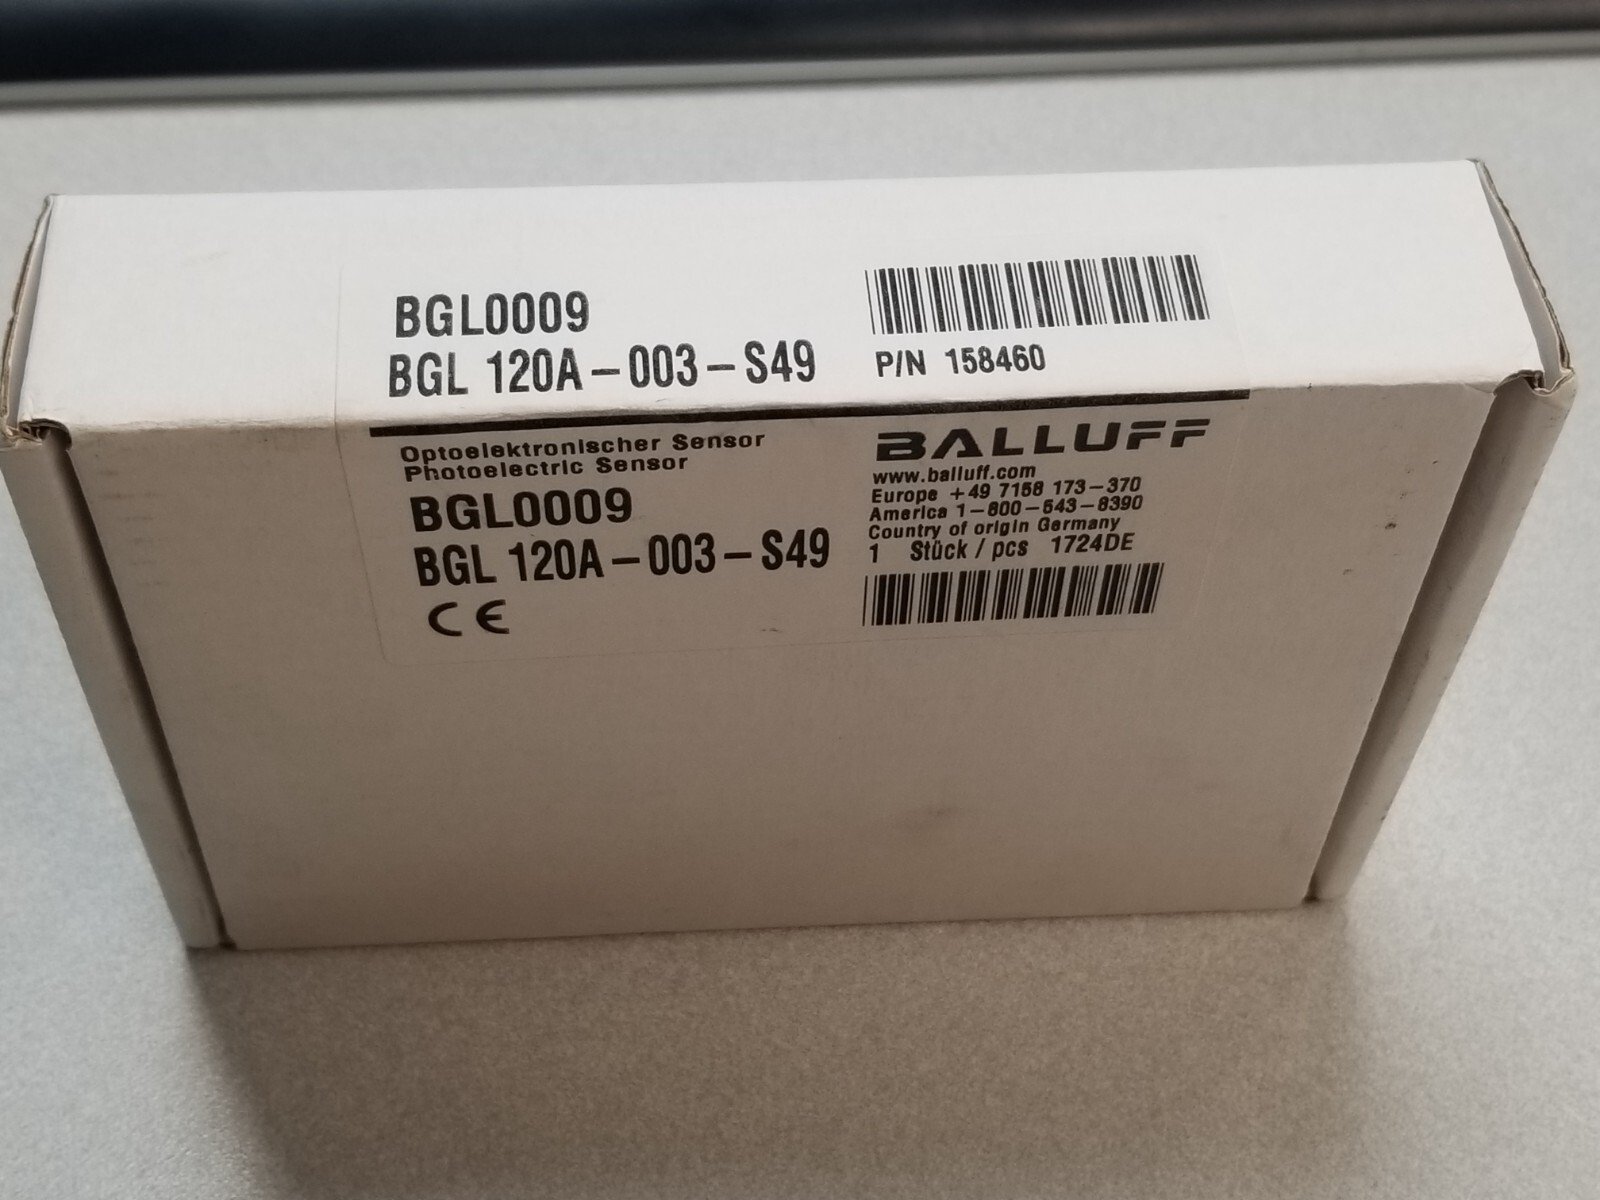 BGL0009
BGL 120A-003-S49
P/N 158460
Optoelektronischer Sensor
Photoelectric Sensor
BGL0009
BGL 120A-003-S49
CE
BALLUFF
www.balluff.com
Europe +49 7158 173-370
America 1-800-543-8390
Country of origin Germany
1 Stück / pcs 1724DE